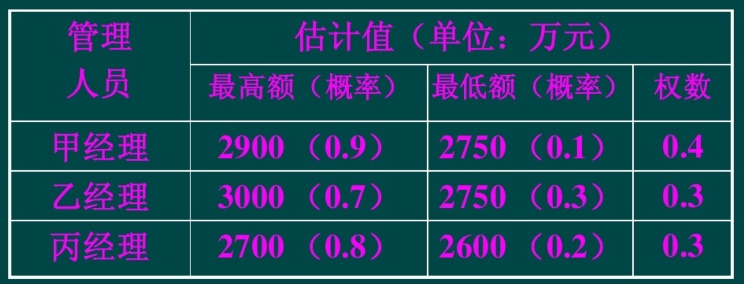 管理人员 估计值（单位：万元）
最高额（概率） 最低额（概率） 权数
甲经理 2900（0.9） 2750（0.1） 0.4
乙经理 3000（0.7） 2750（0.3） 0.3
丙经理 2700（0.8） 2600（0.2） 0.3